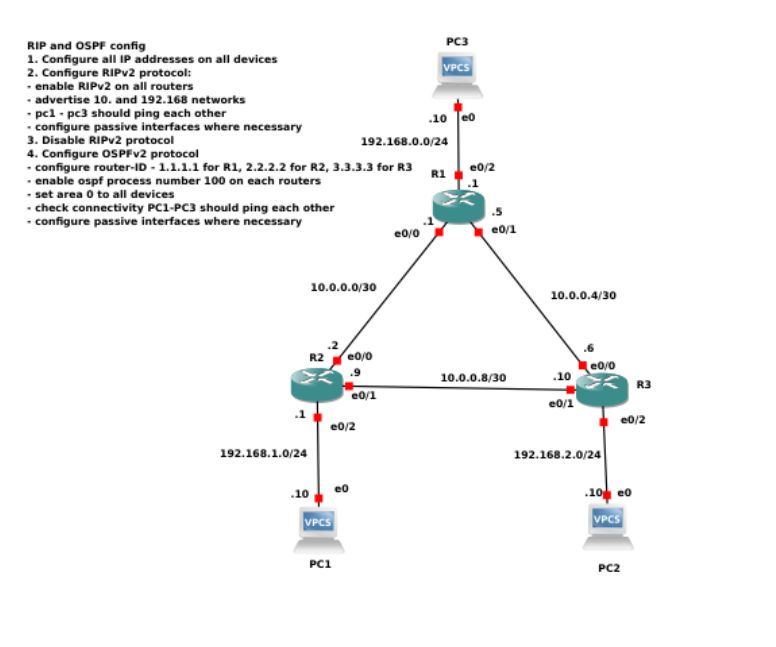 RIP and OSPF config
1. Configure all IP addresses on all devices
2. Configure RIPv2 protocol:
- enable RIPv2 on all routers
- advertise 10. and 192.168 networks
- pc1 - pc3 should ping each other
- configure passive interfaces where necessary
3. Disable RIPv2 protocol
4. Configure OSPFv2 protocol
- configure router-ID - 1.1.1.1 for R1, 2.2.2.2 for R2, 3.3.3.3 for R3
- enable ospf process number 100 on each routers
- set area 0 to all devices
- check connectivity PC1-PC3 should ping each other
- configure passive interfaces where necessary
PC3
VPCS
.10 e0
192.168.0.0/24
e0/2
R1
.1
.5
.1
e0/0
e0/1
10.0.0.0/30
10.0.0.4/30
.2
.6
R2
e0/0
e0/0
.9
10.0.0.8/30
.10
R3
e0/1
e0/1
.1
e0/2
e0/2
192.168.1.0/24
192.168.2.0/24
.10
e0
.10
e0
VPCS
VPCS
PC1
PC2